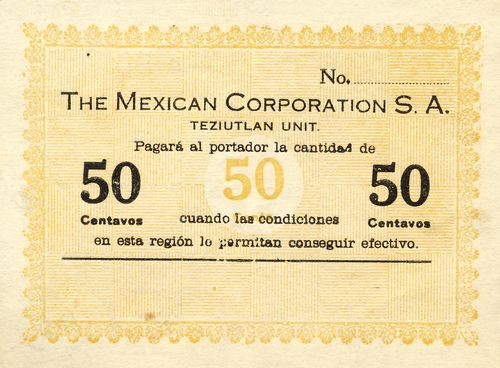 No. ....................
THE MEXICAN CORPORATION S. A.
TEZIUTLAN UNIT.
Pagará al portador la cantidad de
50 50 50
Centavos cuando las condiciones Centavos
en esta región lo permitan conseguir efectivo.